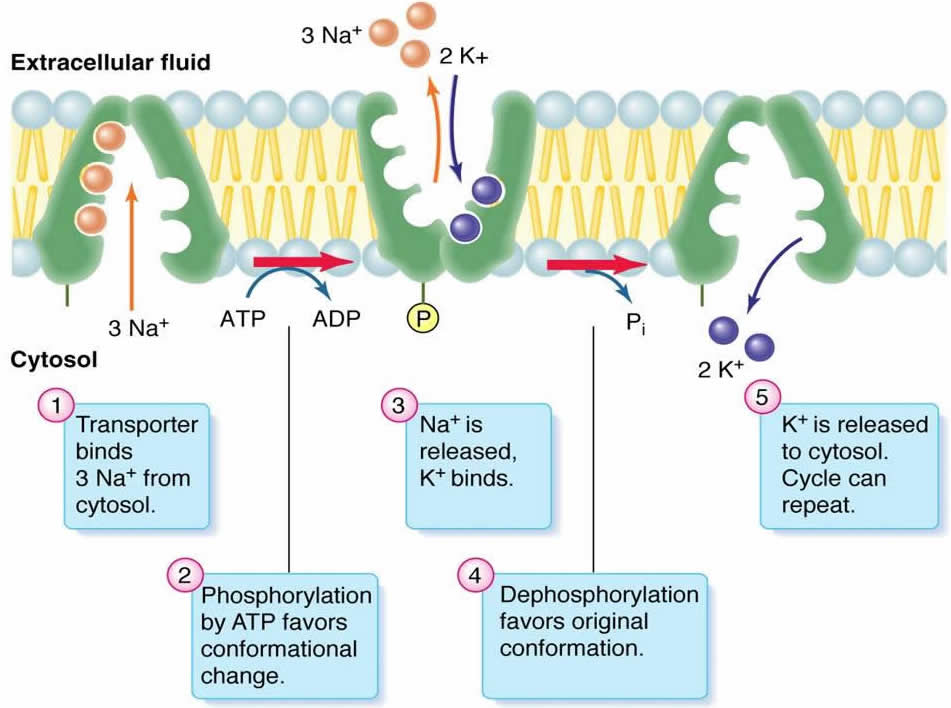 3 Na⁺
2 K+
Extracellular fluid
3 Na⁺
ATP
ADP
P
Pᵢ
2 K⁺
Cytosol
1
Transporter
binds
3 Na⁺ from
cytosol.
2
Phosphorylation
by ATP favors
conformational
change.
3
Na⁺ is
released,
K⁺ binds.
4
Dephosphorylation
favors original
conformation.
5
K⁺ is released
to cytosol.
Cycle can
repeat.